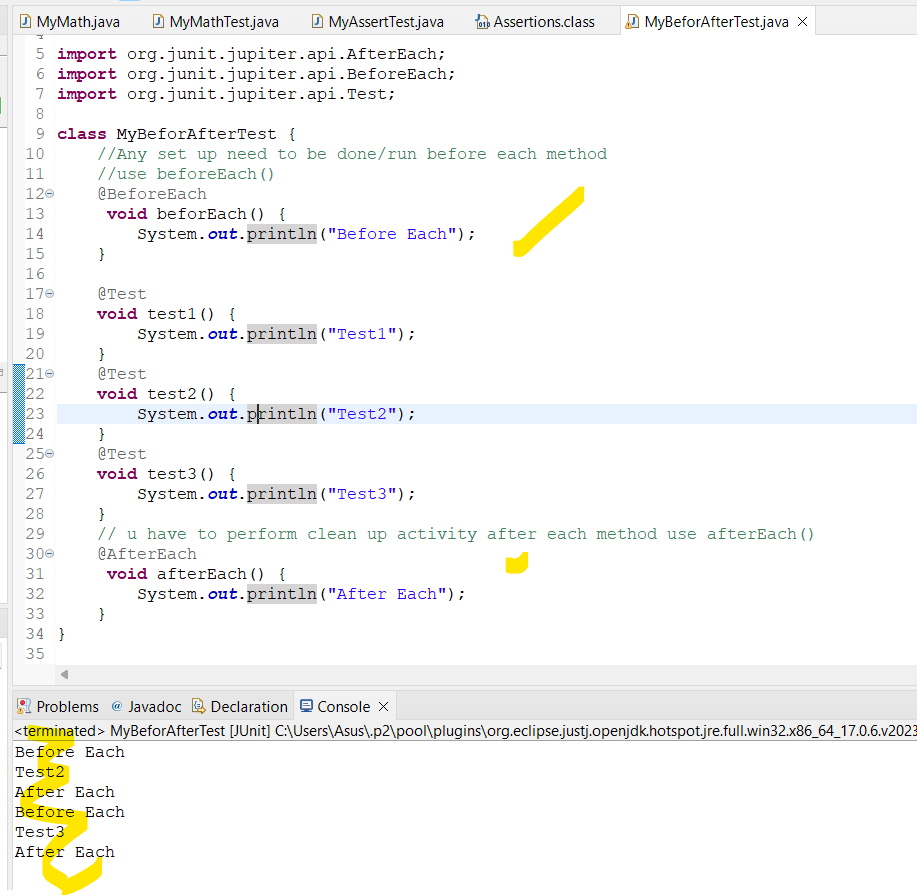 MyMath.java MyMathTest.java MyAssertTest.java Assertions.class MyBeforAfterTest.java
4
5 import org.junit.jupiter.api.AfterEach;
6 import org.junit.jupiter.api.BeforeEach;
7 import org.junit.jupiter.api.Test;
8
9 class MyBeforAfterTest {
10 //Any set up need to be done/run before each method
11 //use beforeEach()
12 @BeforeEach
13 void beforEach() {
14 System.out.println("Before Each");
15 }
16
17 @Test
18 void test1() {
19 System.out.println("Test1");
20 }
21 @Test
22 void test2() {
23 System.out.println("Test2");
24 }
25 @Test
26 void test3() {
27 System.out.println("Test3");
28 }
29 // u have to perform clean up activity after each method use afterEach()
30 @AfterEach
31 void afterEach() {
32 System.out.println("After Each");
33 }
34 }
35
Problems @ Javadoc Declaration Console
<terminated> MyBeforAfterTest [JUnit] C:\Users\Asus\.p2\pool\plugins\org.eclipse.justj.openjdk.hotspot.jre.full.win32.x86_64_17.0.6.v2023
Before Each
Test2
After Each
Before Each
Test3
After Each